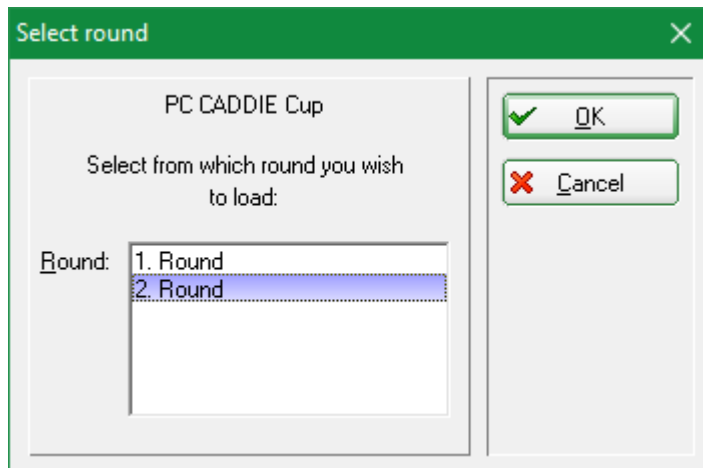 Select round
PC CADDIE Cup
Select from which round you wish
to load:
Round:
1. Round
2. Round
OK
Cancel